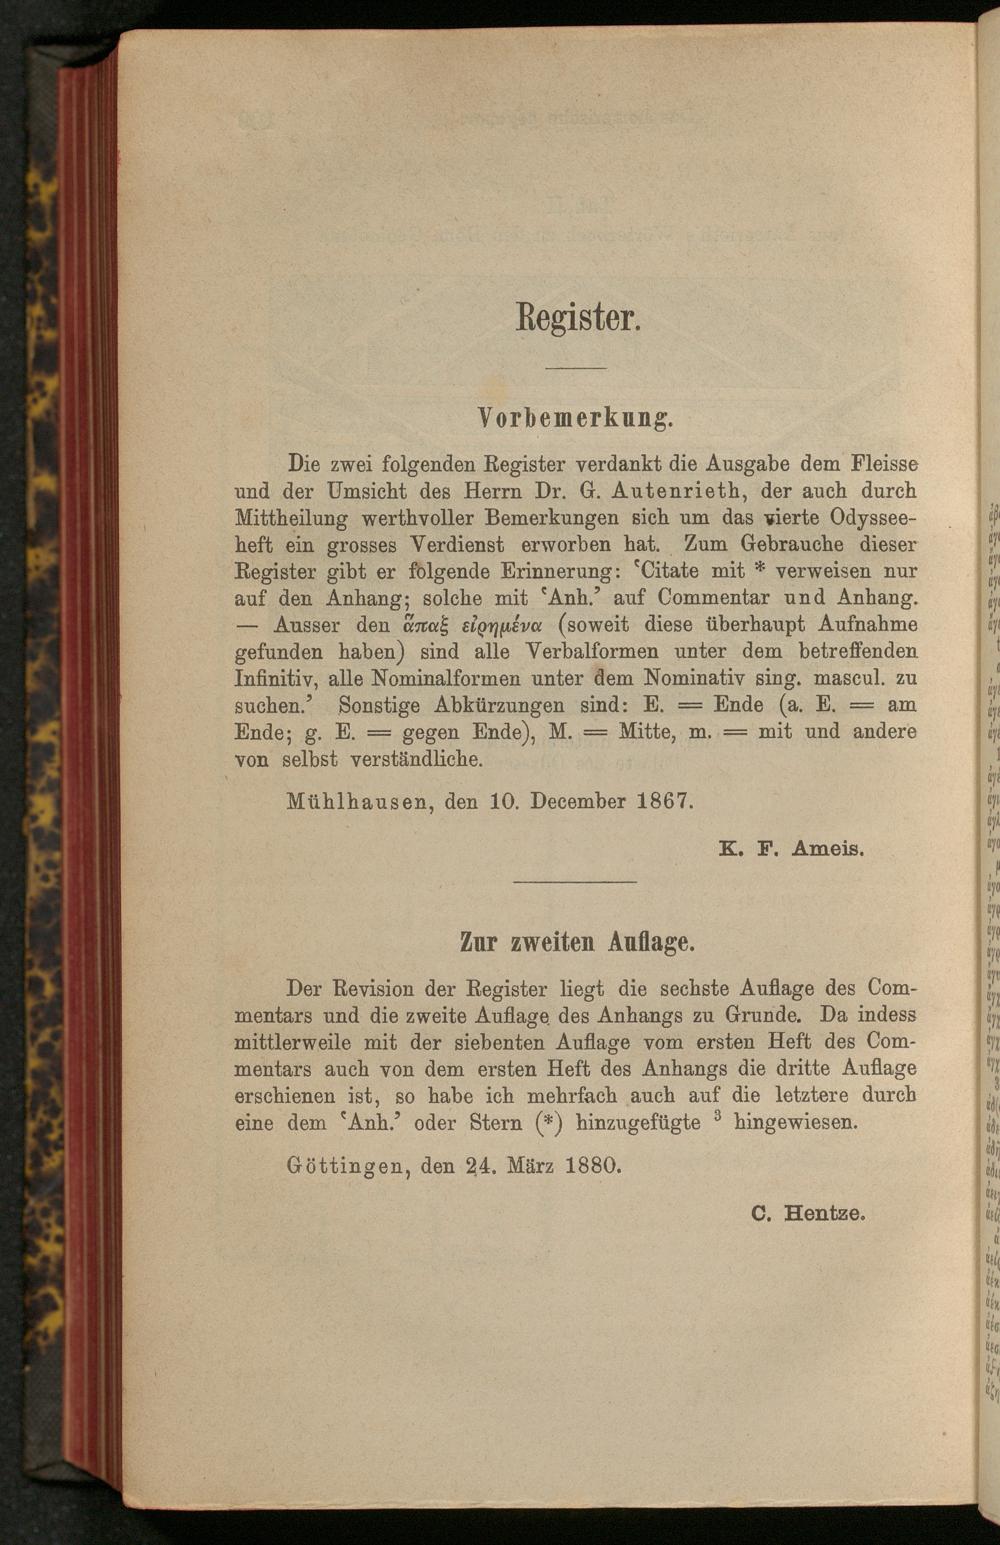 Register.
Vorbemerkung.
Die zwei folgenden Register verdankt die Ausgabe dem Fleisse
und der Umsicht des Herrn Dr. G. Autenrieth, der auch durch
Mittheilung werthvoller Bemerkungen sich um das vierte Odyssee-
heft ein grosses Verdienst erworben hat. Zum Gebrauche dieser
Register gibt er folgende Erinnerung: ‘Citate mit * verweisen nur
auf den Anhang; solche mit ‘Anh.’ auf Commentar und Anhang.
— Ausser den ἅπαξ εἰρημένα (soweit diese überhaupt Aufnahme
gefunden haben) sind alle Verbalformen unter dem betreffenden
Infinitiv, alle Nominalformen unter dem Nominativ sing. mascul. zu
suchen.’ Sonstige Abkürzungen sind: E. = Ende (a. E. = am
Ende; g. E. = gegen Ende), M. = Mitte, m. = mit und andere
von selbst verständliche.
Mühlhausen, den 10. December 1867.
K. F. Ameis.
Zur zweiten Auflage.
Der Revision der Register liegt die sechste Auflage des Com-
mentars und die zweite Auflage des Anhangs zu Grunde. Da indess
mittlerweile mit der siebenten Auflage vom ersten Heft des Com-
mentars auch von dem ersten Heft des Anhangs die dritte Auflage
erschienen ist, so habe ich mehrfach auch auf die letztere durch
eine dem ‘Anh.’ oder Stern (*) hinzugefügte ³ hingewiesen.
Göttingen, den 24. März 1880.
C. Hentze.